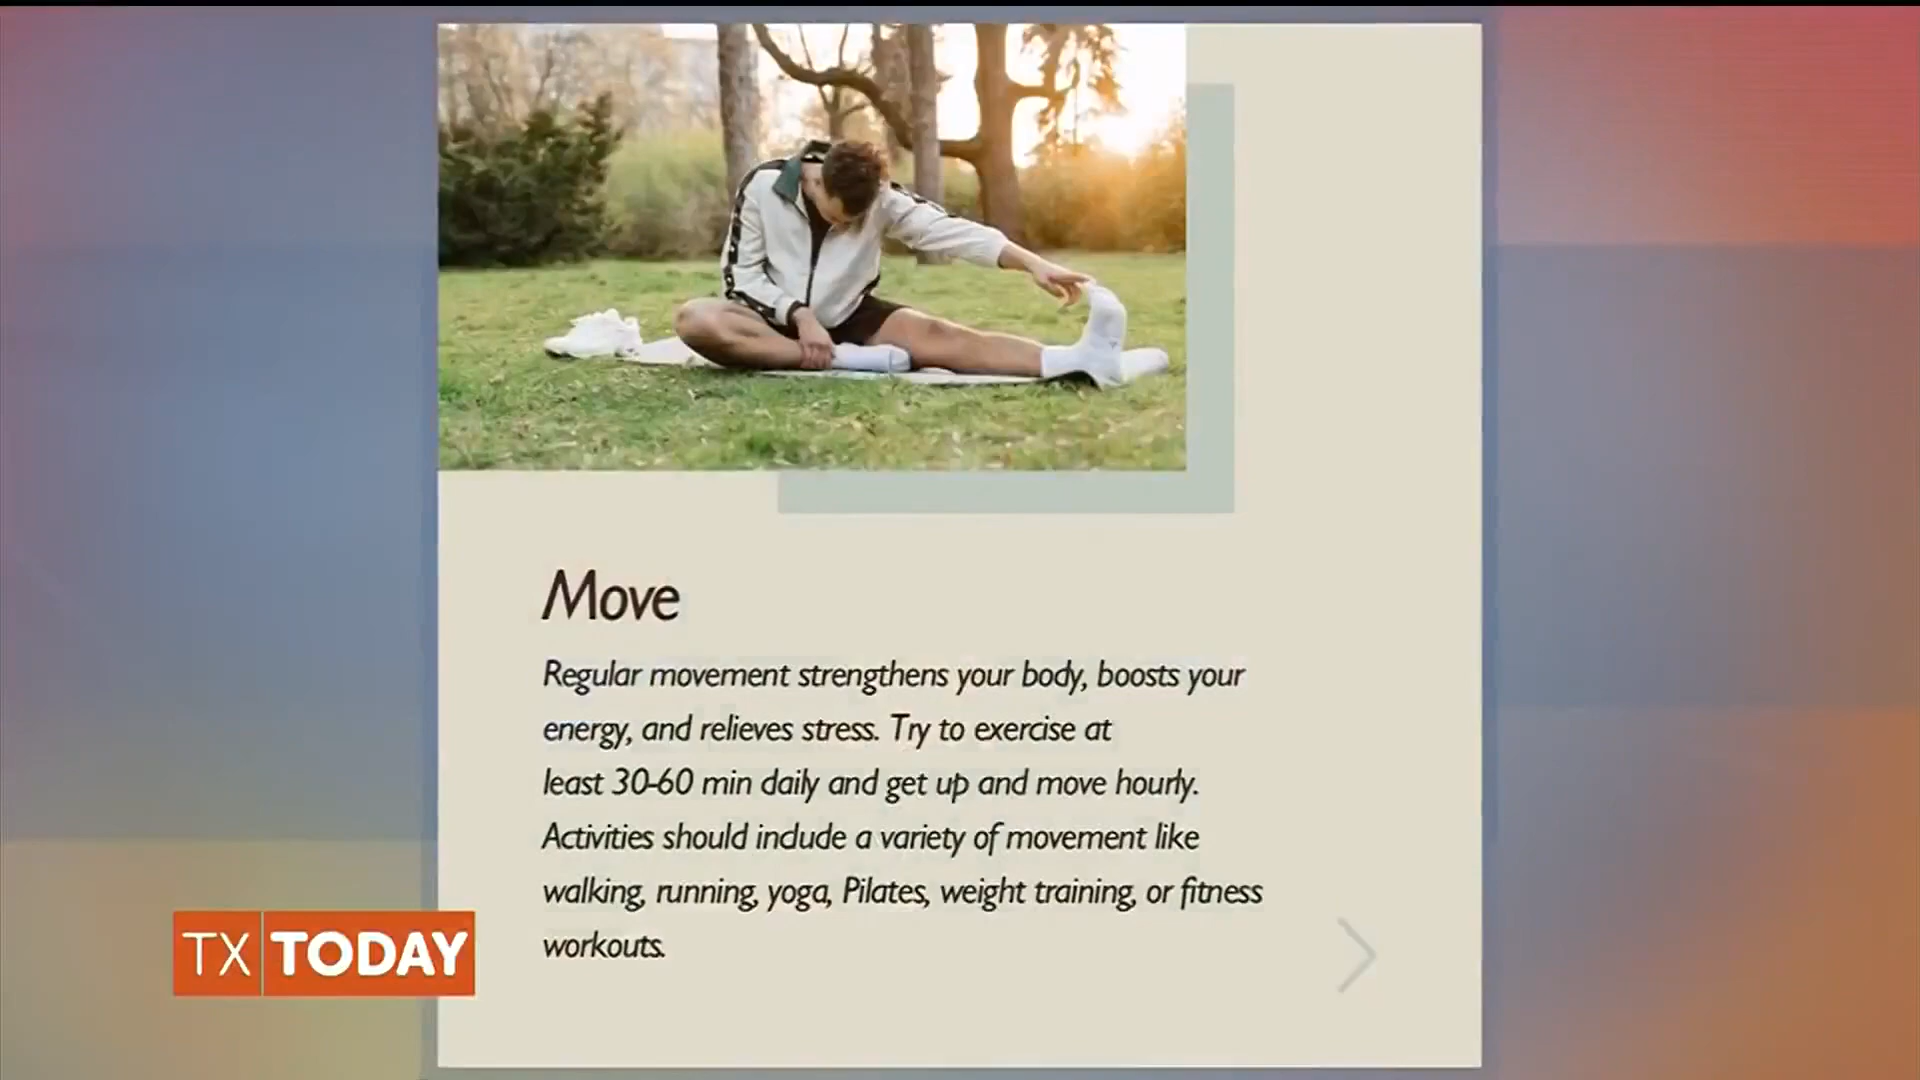 Move
Regular movement strengthens your body, boosts your
energy, and relieves stress. Try to exercise at
least 30-60 min daily and get up and move hourly.
Activities should include a variety of movement like
walking, running, yoga, Pilates, weight training, or fitness
workouts.
TX TODAY